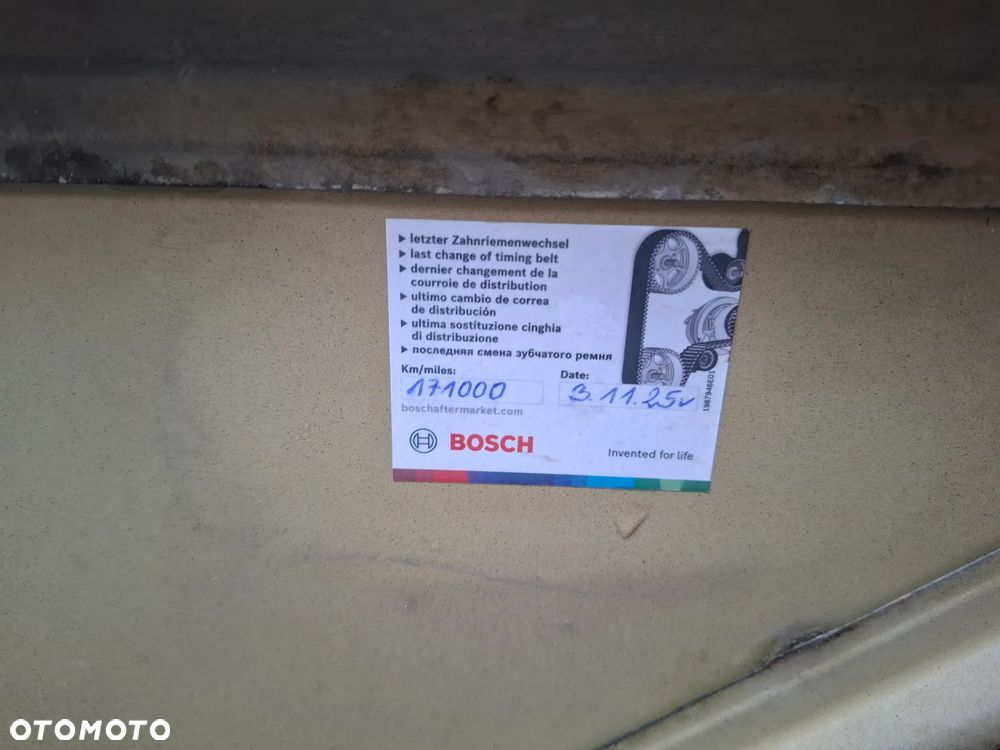 ▶ letzter Zahnriemenwechsel
▶ last change of timing belt
▶ dernier changement de la
courroie de distribution
▶ ultimo cambio de correa
de distribución
▶ ultima sostituzione cinghia
di distribuzione
▶ последняя смена зубчатого ремня
Km/miles:
171000
Date:
3.11.25r
1987946ED1
boschaftermarket.com
BOSCH
Invented for life
OTOMOTO